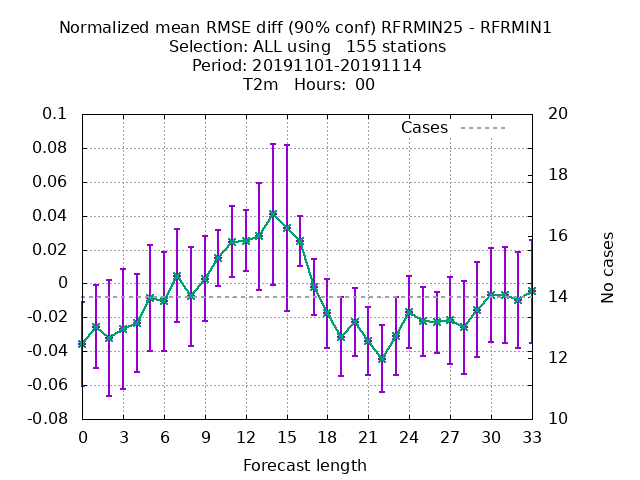 Normalized mean RMSE diff (90% conf) RFRMIN25 - RFRMIN1
Selection: ALL using   155 stations
Period: 20191101-20191114
T2m   Hours:  00
Cases
0.1
0.08
0.06
0.04
0.02
0
-0.02
-0.04
-0.06
-0.08
20
18
16
14
12
10
No cases
0 3 6 9 12 15 18 21 24 27 30 33
Forecast length